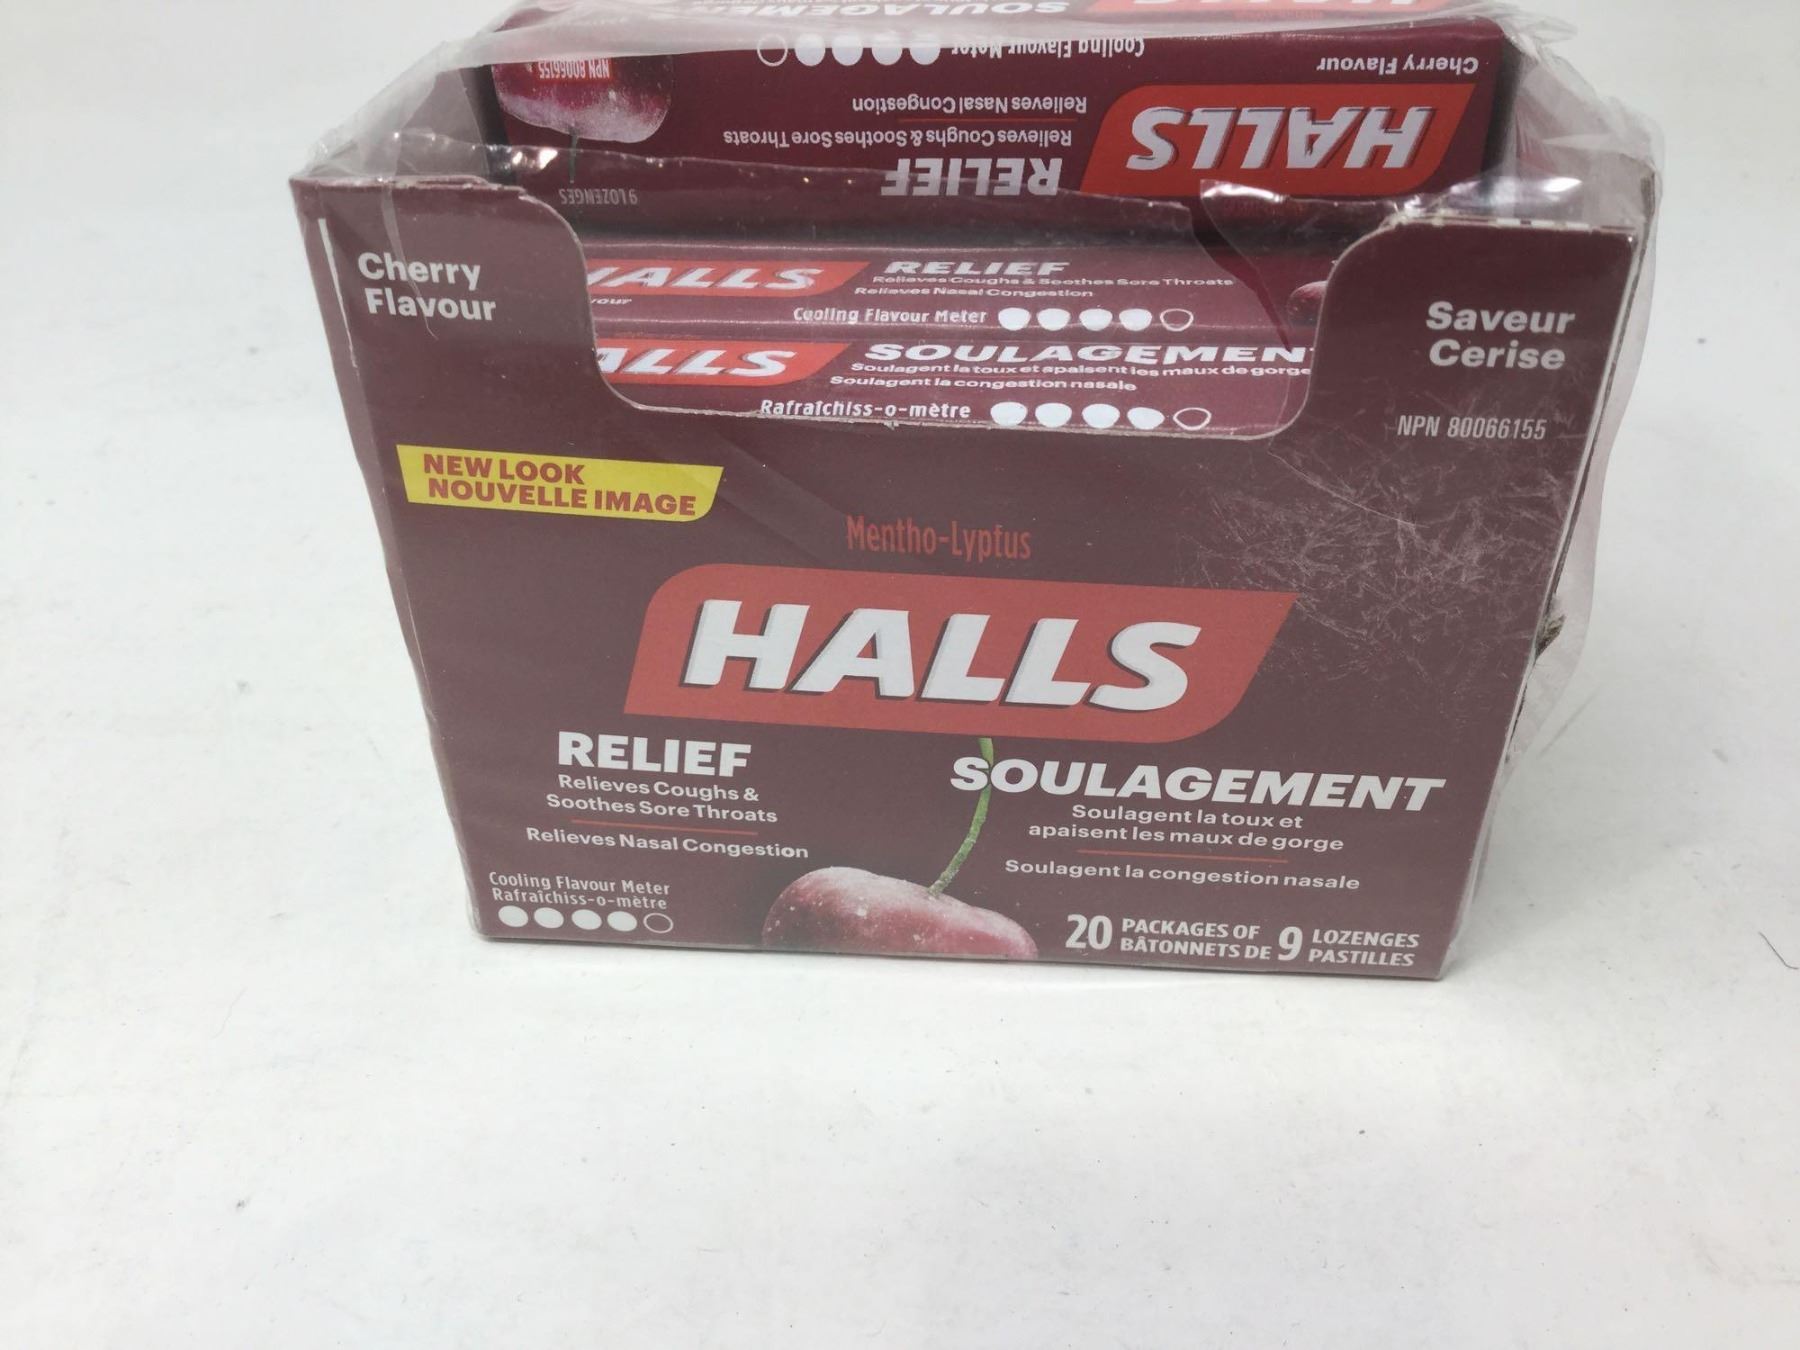 SOULAGEME
HALLS
Cooling Flavour Meter
Cherry Flavour
NPN 80066155
Relieves Nasal Congestion
Relieves Coughs & Soothes Sore Throats
RELIEF
HALLS
9 LOZENGES
Cherry
Flavour
HALLS
RELIEF
Relieves Coughs & Soothes Sore Throats
Relieves Nasal Congestion
Cooling Flavour Meter
ALLS
SOULAGEMEN
Soulagent la toux et apaisent les maux de gorge
Soulagent la congestion nasale
Rafraîchiss-o-mètre
Saveur
Cerise
NPN 80066155
NEW LOOK
NOUVELLE IMAGE
Mentho-Lyptus
HALLS
RELIEF
Relieves Coughs &
Soothes Sore Throats
Relieves Nasal Congestion
Cooling Flavour Meter
Rafraîchiss-o-mètre
SOULAGEMENT
Soulagent la toux et
apaisent les maux de gorge
Soulagent la congestion nasale
20 PACKAGES OF 9 LOZENGES
BÂTONNETS DE PASTILLES